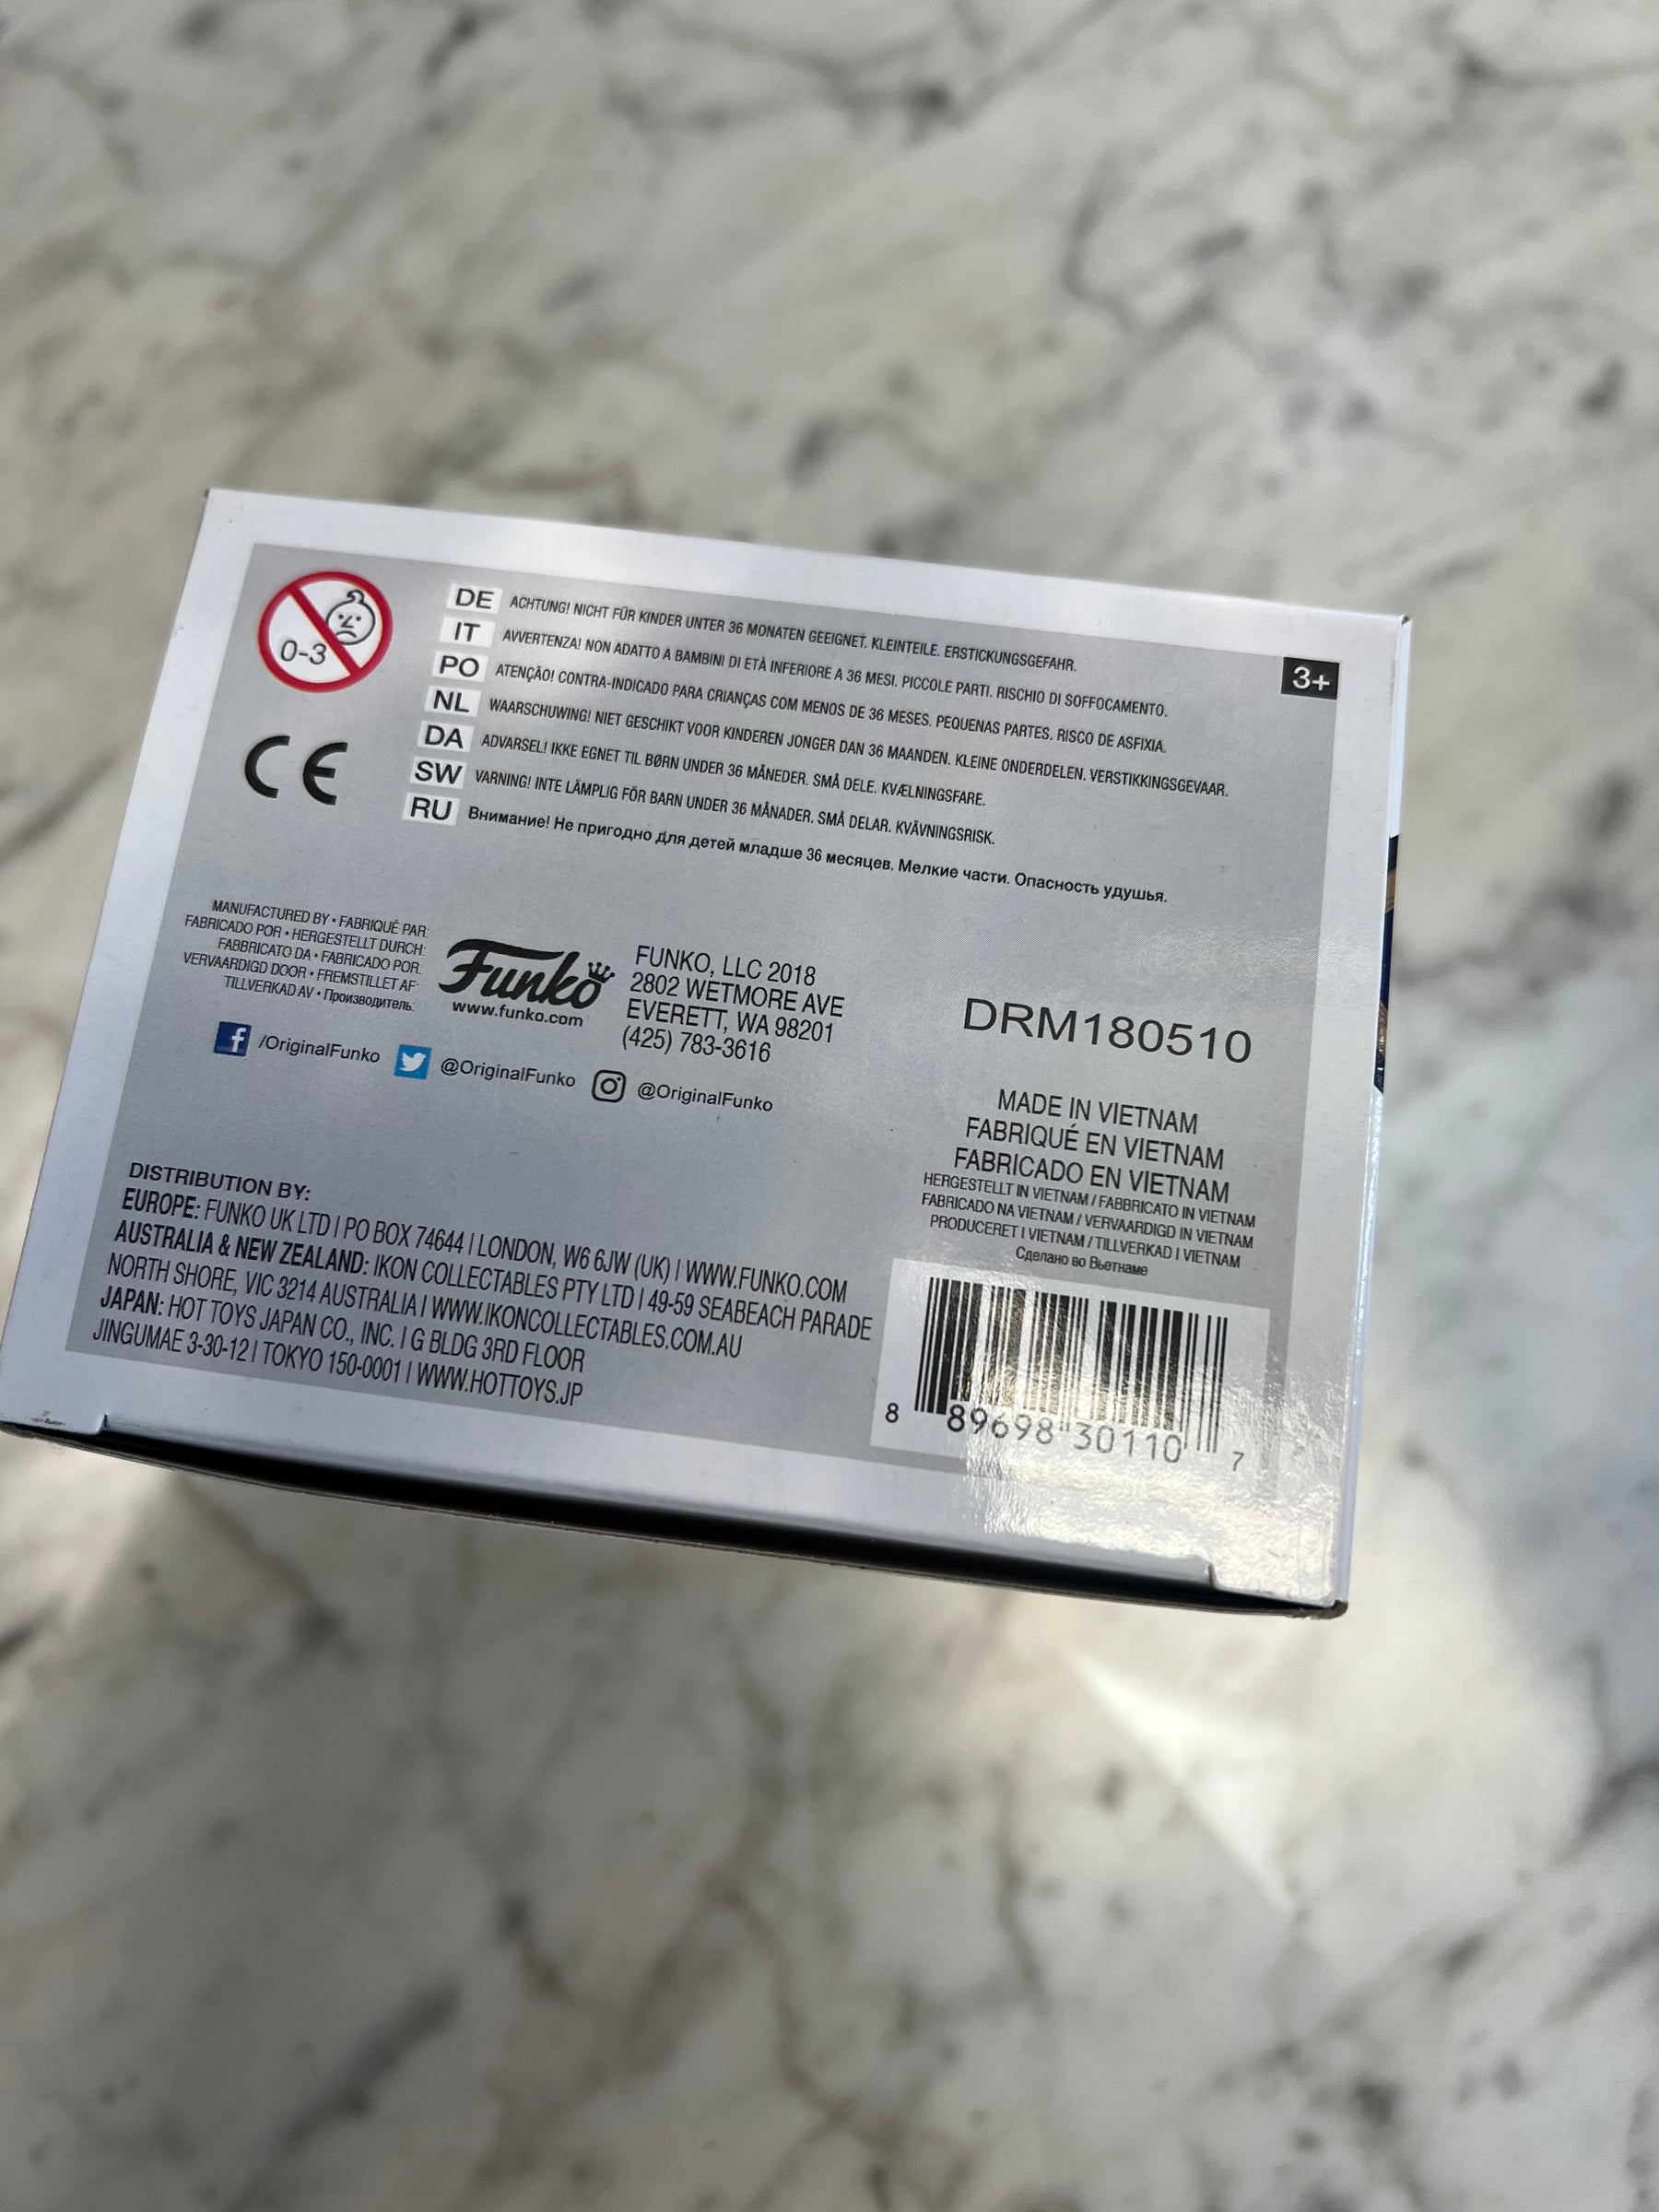 0-3
DE ACHTUNG! NICHT FÜR KINDER UNTER 36 MONATEN GEEIGNET. KLEINTEILE. ERSTICKUNGSGEFAHR.
IT AVVERTENZA! NON ADATTO A BAMBINI DI ETÀ INFERIORE A 36 MESI. PICCOLE PARTI. RISCHIO DI SOFFOCAMENTO.
PO ATENÇÃO! CONTRA-INDICADO PARA CRIANÇAS COM MENOS DE 36 MESES. PEQUENAS PARTES. RISCO DE ASFIXIA.
NL WAARSCHUWING! NIET GESCHIKT VOOR KINDEREN JONGER DAN 36 MAANDEN. KLEINE ONDERDELEN. VERSTIKKINGSGEVAAR.
DA ADVARSEL! IKKE EGNET TIL BØRN UNDER 36 MÅNEDER. SMÅ DELE. KVÆLNINGSFARE.
SW VARNING! INTE LÄMPLIG FÖR BARN UNDER 36 MÅNADER. SMÅ DELAR. KVÄVNINGSRISK.
RU Внимание! Не пригодно для детей младше 36 месяцев. Мелкие части. Опасность удушья.
3+
CE
MANUFACTURED BY • FABRIQUÉ PAR:
FABRICADO POR • HERGESTELLT DURCH:
FABBRICATO DA • FABRICADO POR:
VERVAARDIGD DOOR • FREMSTILLET AF:
TILLVERKAD AV • Производитель:
Funko
www.funko.com
FUNKO, LLC 2018
2802 WETMORE AVE
EVERETT, WA 98201
(425) 783-3616
/OriginalFunko @OriginalFunko @OriginalFunko
DRM180510
MADE IN VIETNAM
FABRIQUÉ EN VIETNAM
FABRICADO EN VIETNAM
HERGESTELLT IN VIETNAM / FABBRICATO IN VIETNAM
FABRICADO NA VIETNAM / VERVAARDIGD IN VIETNAM
PRODUCERET I VIETNAM / TILLVERKAD I VIETNAM
Сделано во Вьетнаме
DISTRIBUTION BY:
EUROPE: FUNKO UK LTD | PO BOX 74644 | LONDON, W6 6JW (UK) | WWW.FUNKO.COM
AUSTRALIA & NEW ZEALAND: IKON COLLECTABLES PTY LTD | 49-59 SEABEACH PARADE
NORTH SHORE, VIC 3214 AUSTRALIA | WWW.IKONCOLLECTABLES.COM.AU
JAPAN: HOT TOYS JAPAN CO., INC. | G BLDG 3RD FLOOR
JINGUMAE 3-30-12 | TOKYO 150-0001 | WWW.HOTTOYS.JP
8 89698 30110 7